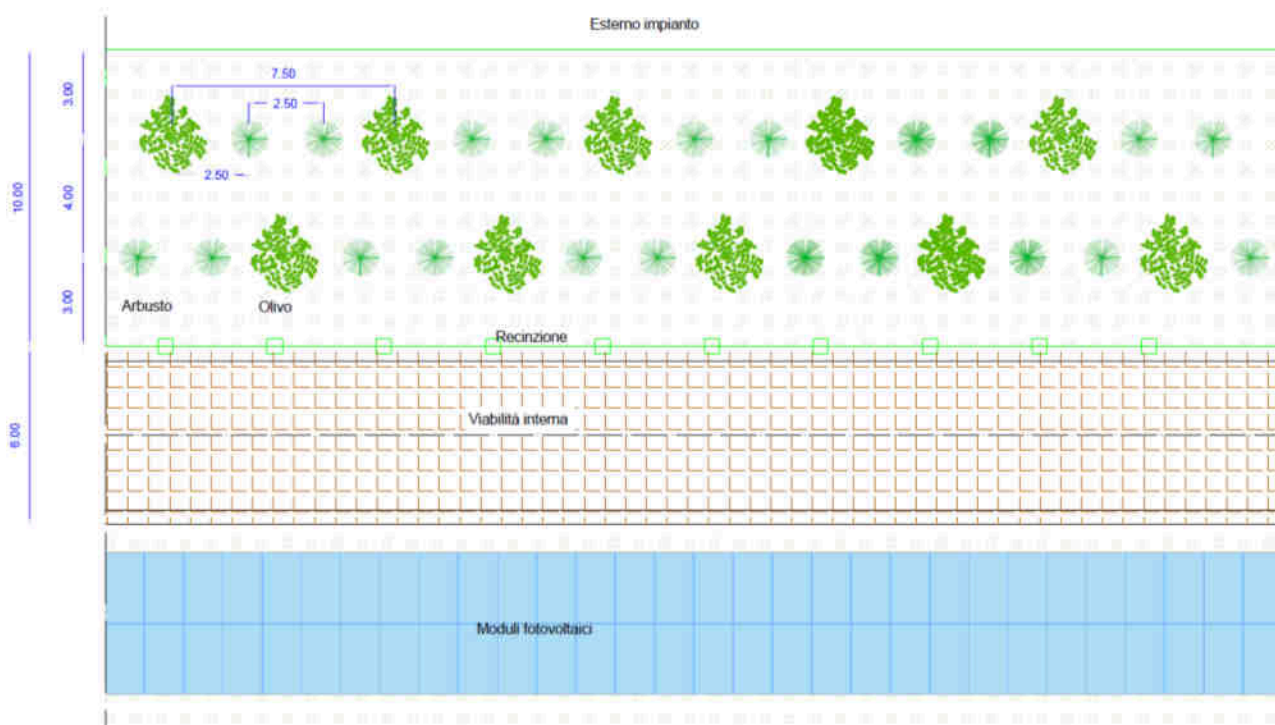 Esterno impianto
7.50
2.50
3.00
2.50
10.00
4.00
3.00
Arbusto
Olivo
Recinzione
Viabilità interna
6.00
Moduli fotovoltaici